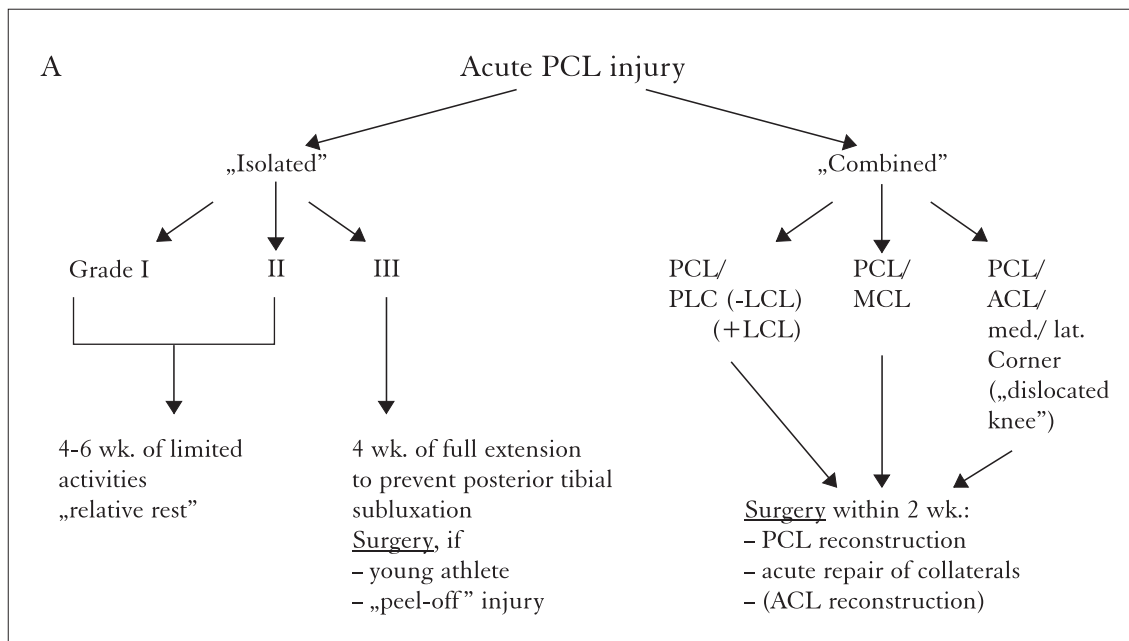 A
Acute PCL injury
„Isolated”
„Combined”
Grade I
II
III
PCL/
PLC (-LCL)
(+LCL)
PCL/
MCL
PCL/
ACL/
med./ lat.
Corner
(„dislocated
knee”)
4-6 wk. of limited
activities
„relative rest”
4 wk. of full extension
to prevent posterior tibial
subluxation
Surgery, if
– young athlete
– „peel-off” injury
Surgery within 2 wk.:
– PCL reconstruction
– acute repair of collaterals
– (ACL reconstruction)